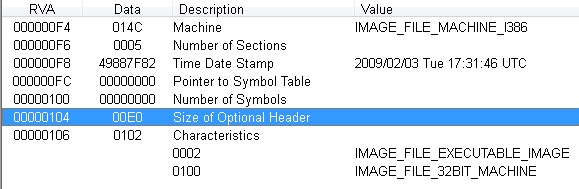 RVA Data Description Value
000000F4 014C Machine IMAGE_FILE_MACHINE_I386
000000F6 0005 Number of Sections
000000F8 49887F82 Time Date Stamp 2009/02/03 Tue 17:31:46 UTC
000000FC 00000000 Pointer to Symbol Table
00000100 00000000 Number of Symbols
00000104 00E0 Size of Optional Header
00000106 0102 Characteristics
0002 IMAGE_FILE_EXECUTABLE_IMAGE
0100 IMAGE_FILE_32BIT_MACHINE